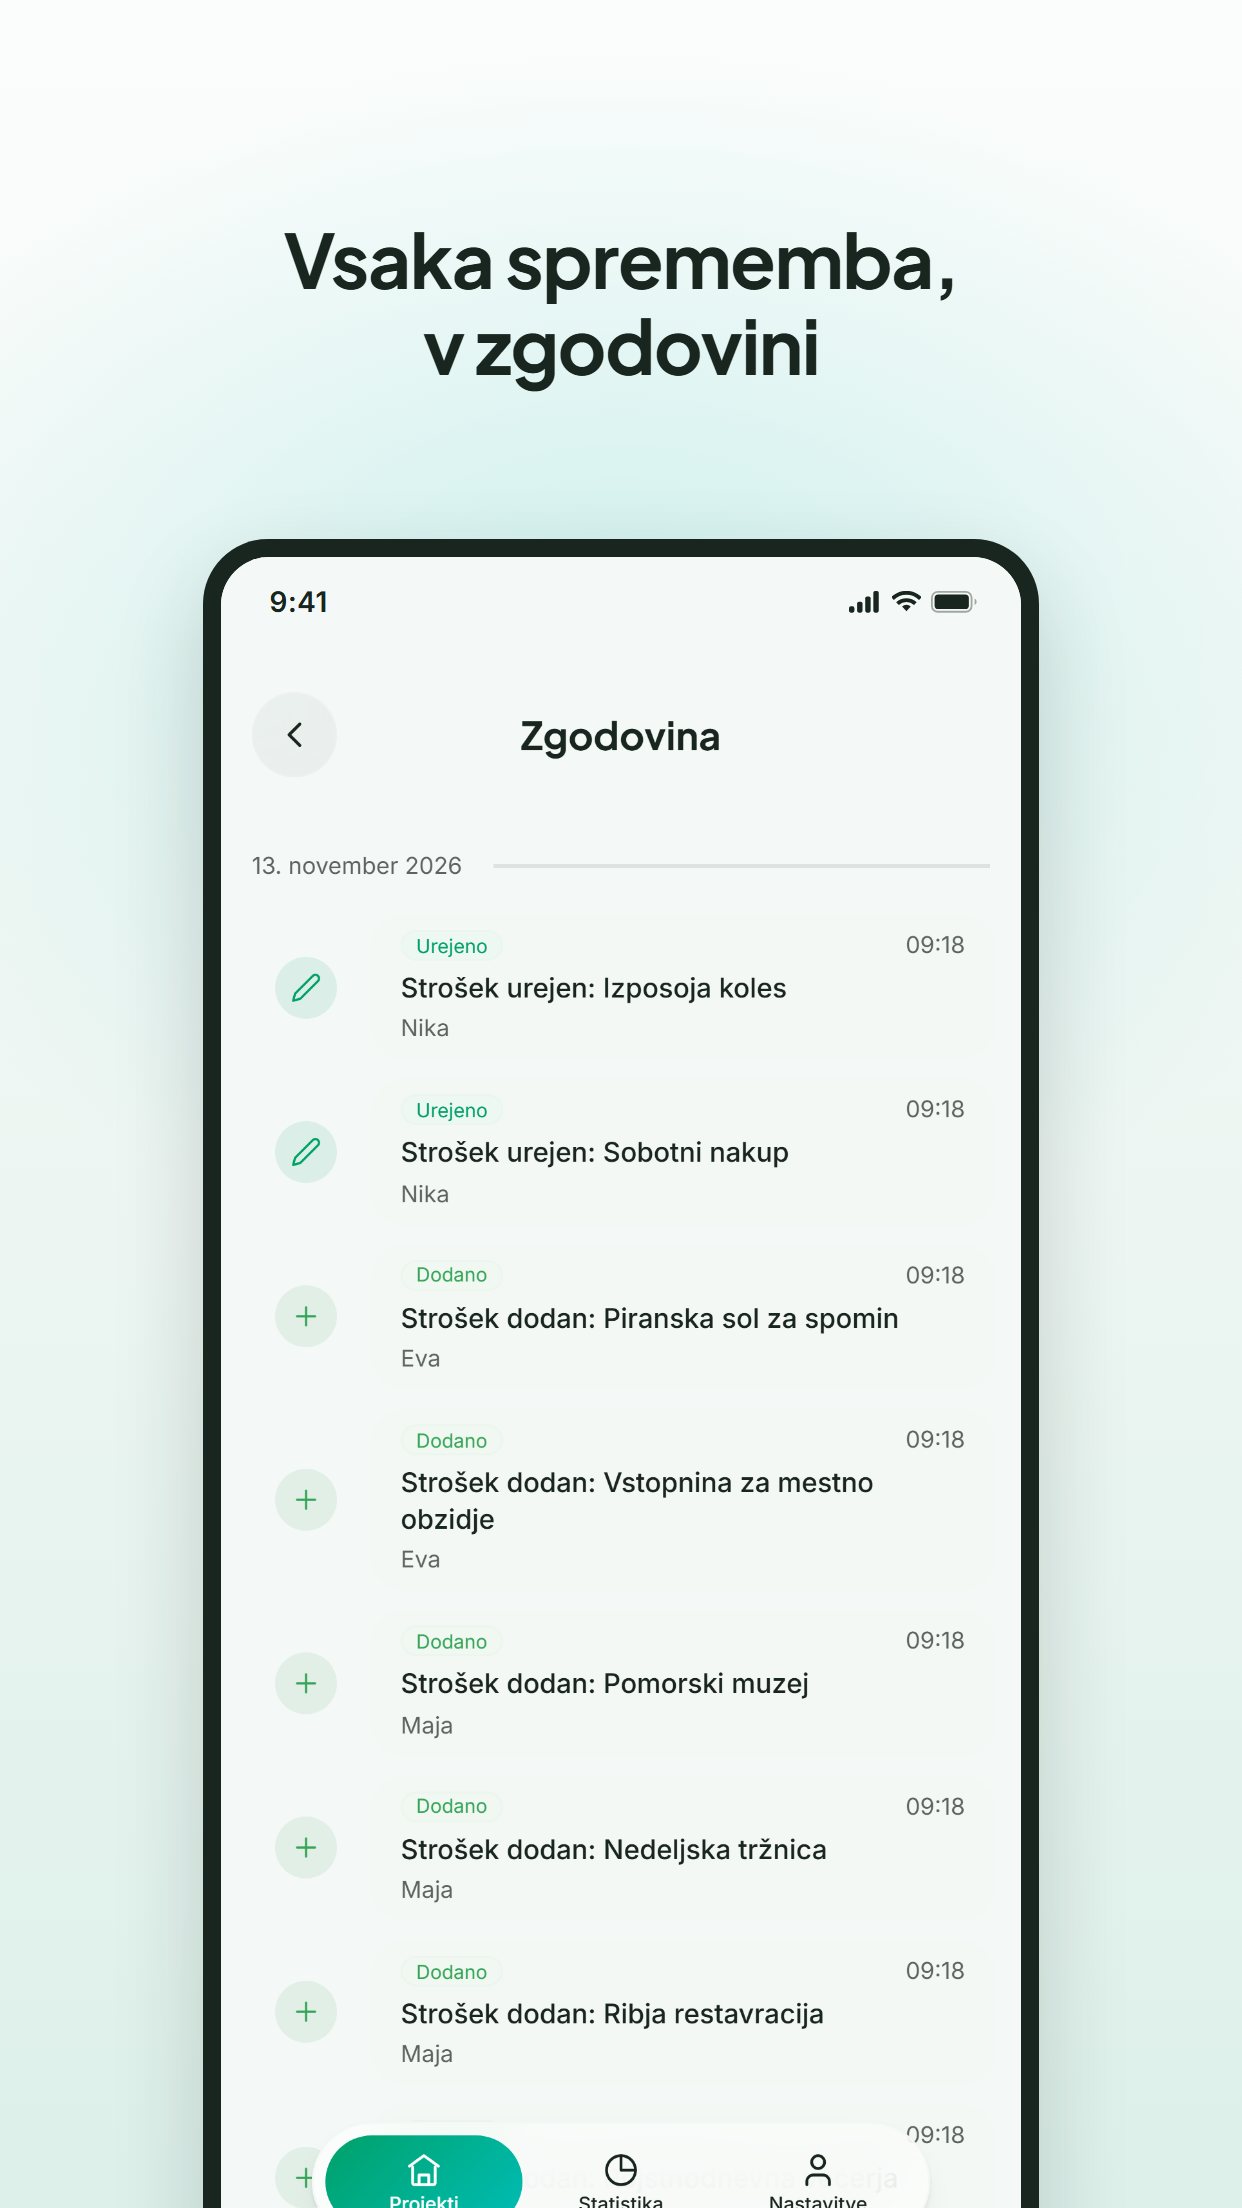 Vsaka sprememba,
v zgodovini
9:41
Zgodovina
13. november 2026
Urejeno
09:18
Strošek urejen: Izposoja koles
Nika
Urejeno
09:18
Strošek urejen: Sobotni nakup
Nika
Dodano
09:18
Strošek dodan: Piranska sol za spomin
Eva
Dodano
09:18
Strošek dodan: Vstopnina za mestno
obzidje
Eva
Dodano
09:18
Strošek dodan: Pomorski muzej
Maja
Dodano
09:18
Strošek dodan: Nedeljska tržnica
Maja
Dodano
09:18
Strošek dodan: Ribja restavracija
Maja
09:18
Projekti
Statistika
Nastavitve